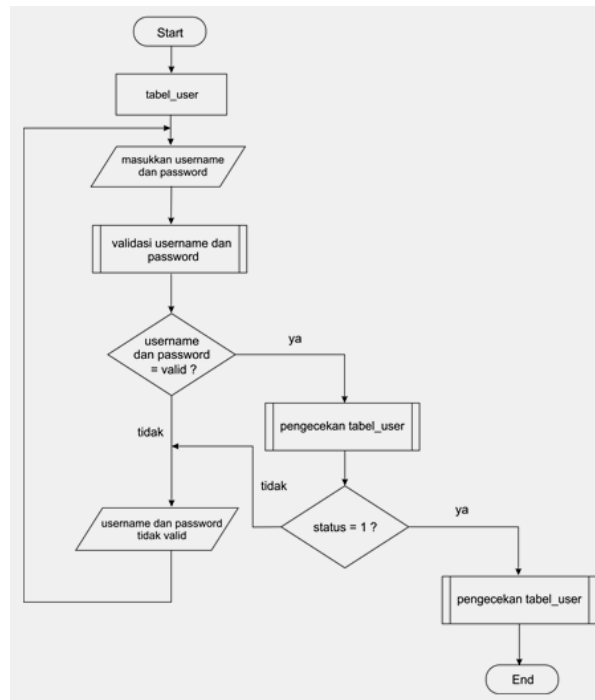 Start
tabel_user
masukkan username
dan password
validasi username dan
password
username
dan password
= valid ?
ya
pengecekan tabel_user
tidak
tidak
status = 1 ?
ya
username dan password
tidak valid
pengecekan tabel_user
End